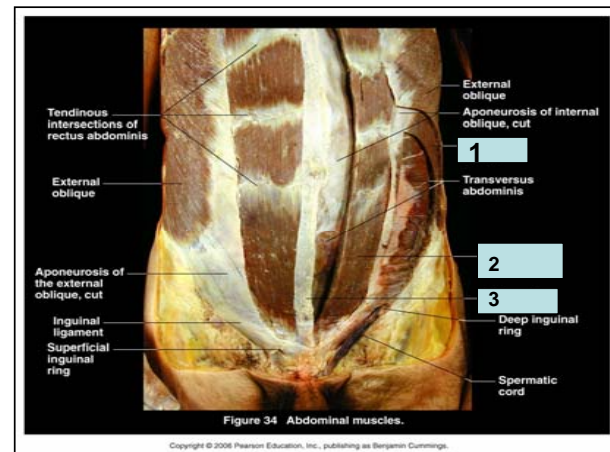 Tendinous
intersections of
rectus abdominis
External
oblique
Aponeurosis of
the external
oblique, cut
Inguinal
ligament
Superficial
inguinal
ring
External
oblique
Aponeurosis of internal
oblique, cut
1
Transversus
abdominis
2
3
Deep inguinal
ring
Spermatic
cord
Figure 34 Abdominal muscles.
Copyright © 2006 Pearson Education, Inc., publishing as Benjamin Cummings.